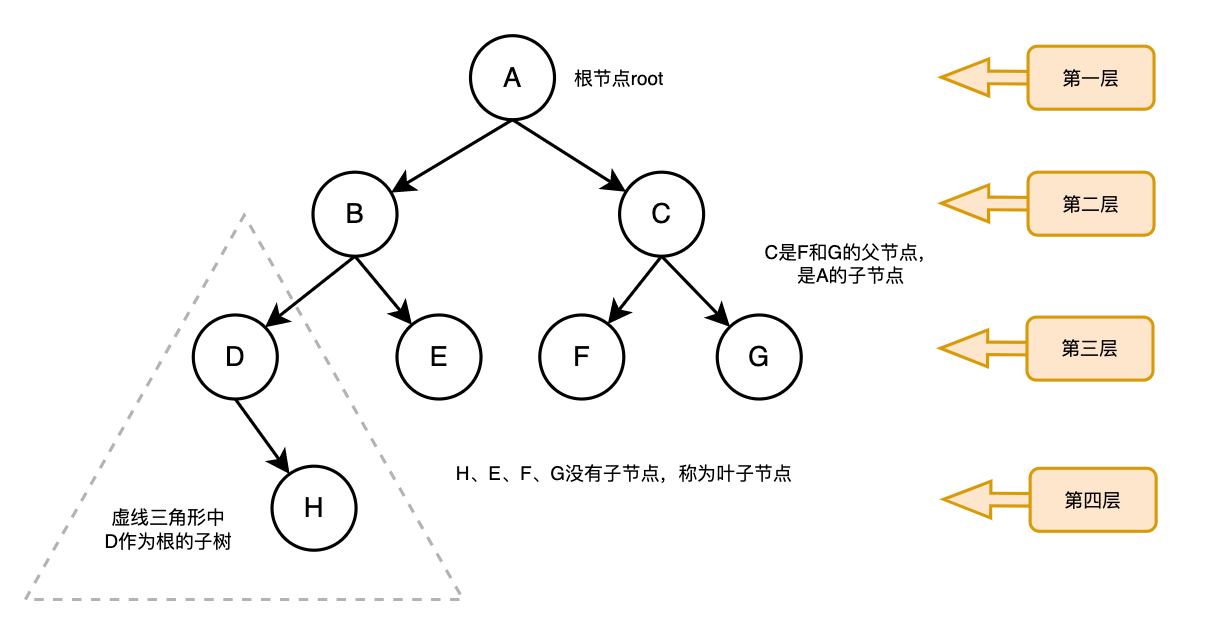 A
根节点root
第一层
B
C
第二层
C是F和G的父节点,
是A的子节点
D
E
F
G
第三层
H、E、F、G没有子节点，称为叶子节点
H
第四层
虚线三角形中
D作为根的子树